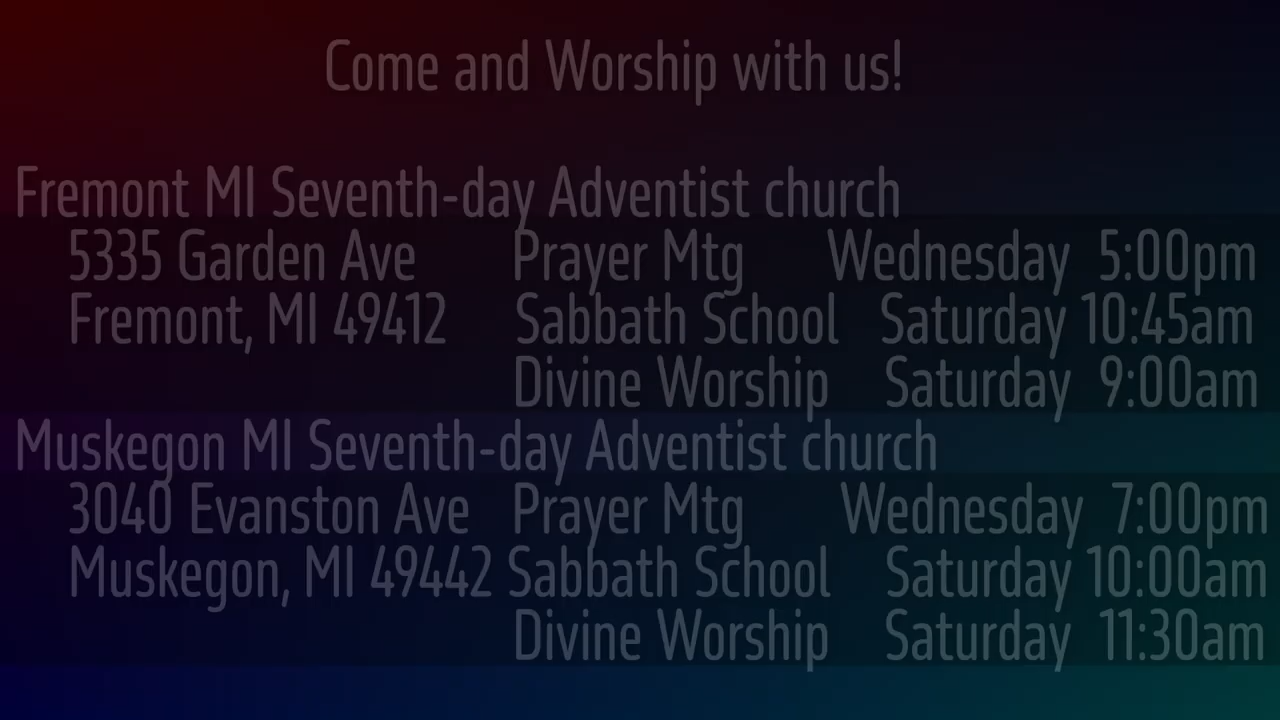 Come and Worship with us!
Fremont MI Seventh-day Adventist church
5335 Garden Ave Prayer Mtg Wednesday 5:00pm
Fremont, MI 49412 Sabbath School Saturday 10:45am
Divine Worship Saturday 9:00am
Muskegon MI Seventh-day Adventist church
3040 Evanston Ave Prayer Mtg Wednesday 7:00pm
Muskegon, MI 49442 Sabbath School Saturday 10:00am
Divine Worship Saturday 11:30am